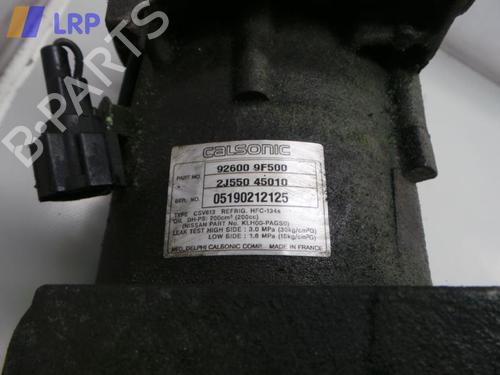 LRP
B-PARTS
CALSONIC
PART NO. 92600 9F500
2J550 45010
SERL NO. 05190212125
TYPE CSV613 REFRIG. HFC-134a
OIL DH-PS: 200cm³ (200cc)
(NISSAN PART No. KLH00-PAGS0)
LEAK TEST HIGH SIDE : 3.0 MPa (30kg/cm²G)
LOW SIDE : 1.6 MPa (16kg/cm²G)
MFG. DELPHI CALSONIC COMP. MADE IN FRANCE